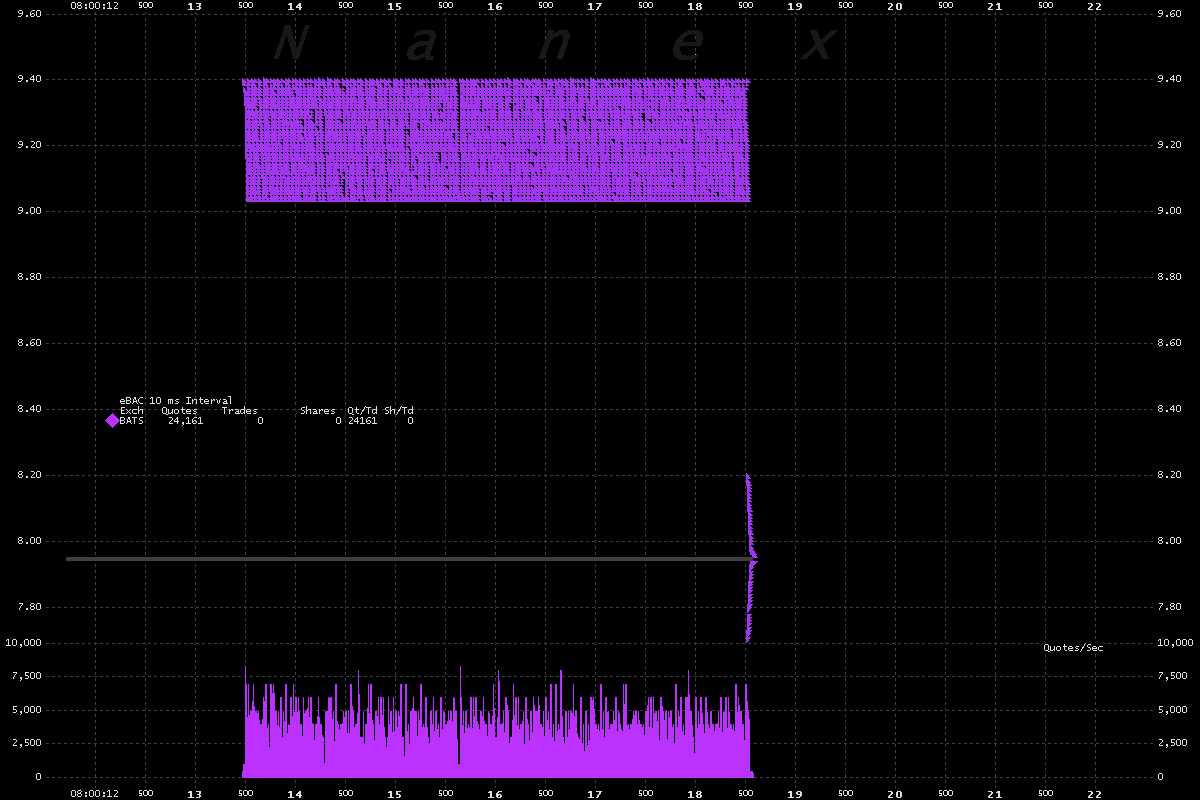 08:00:12 500 13 500 14 500 15 500 16 500 17 500 18 500 19 500 20 500 21 500 22
9.60 9.60
N a n e x
9.40 9.40
9.20 9.20
9.00 9.00
8.80 8.80
8.60 8.60
eBAC 10 ms Interval
8.40 8.40
Exch Quotes Trades Shares Qt/Td Sh/Td
BATS 24,161 0 0 24161 0
8.20 8.20
8.00 8.00
7.80 7.80
10,000 10,000
Quotes/Sec
7,500 7,500
5,000 5,000
2,500 2,500
0 0
08:00:12 500 13 500 14 500 15 500 16 500 17 500 18 500 19 500 20 500 21 500 22